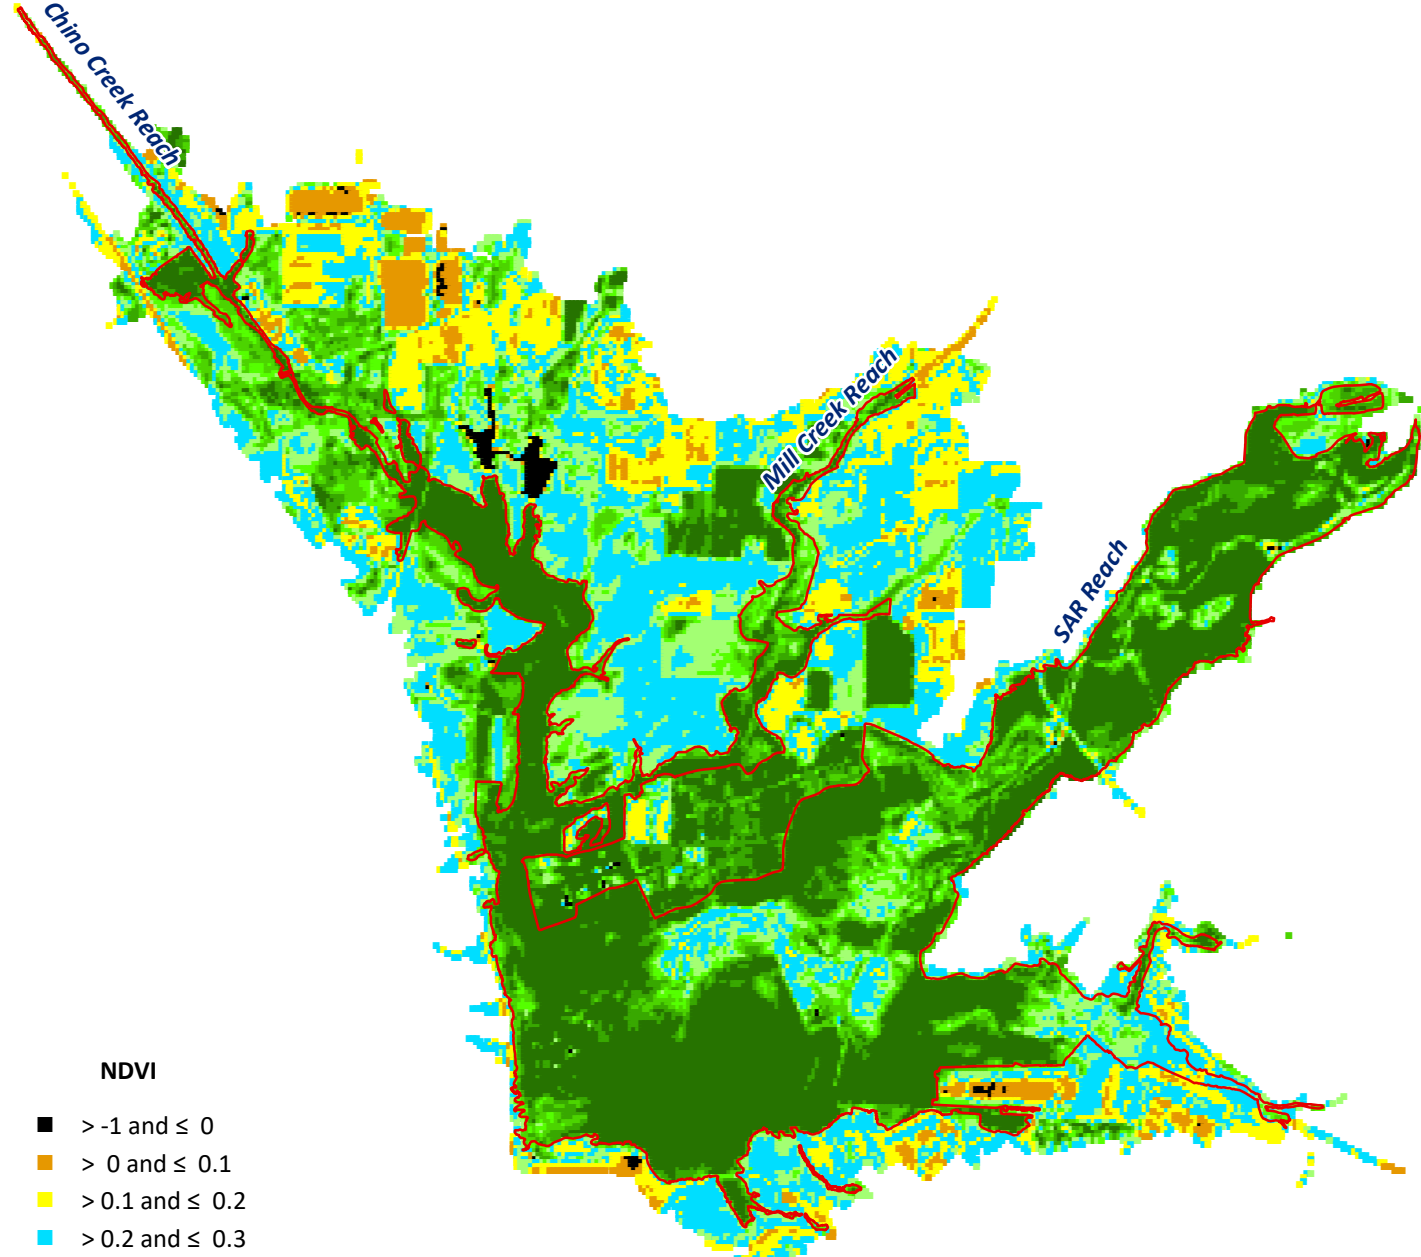 Chino Creek Reach
Mill Creek Reach
SAR Reach
NDVI
> -1 and ≤ 0
> 0 and ≤ 0.1
> 0.1 and ≤ 0.2
> 0.2 and ≤ 0.3